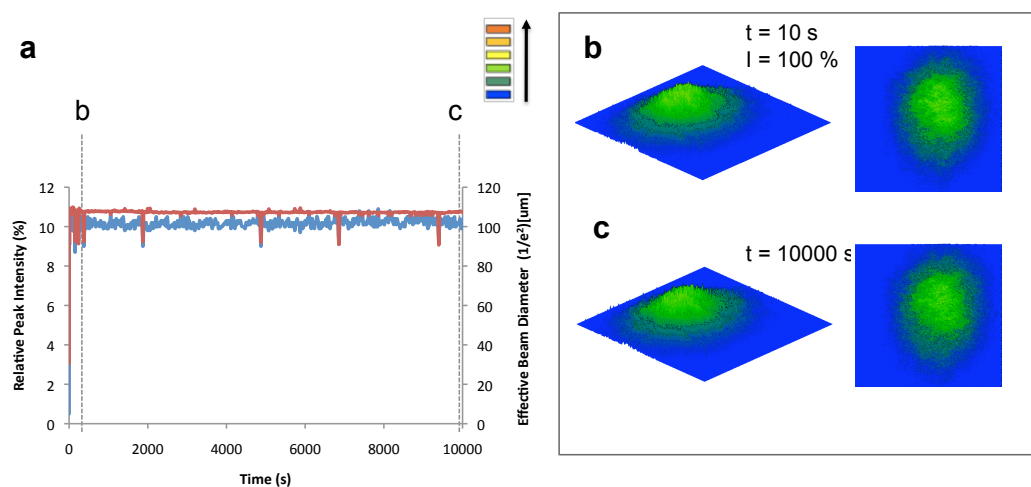 a
b
c
12
10
8
6
4
2
0
Relative Peak Intensity (%)
120
100
80
60
40
20
0
Effective Beam Diameter (1/e²)[um]
0
2000
4000
6000
8000
10000
Time (s)
b
t = 10 s
I = 100 %
c
t = 10000 s